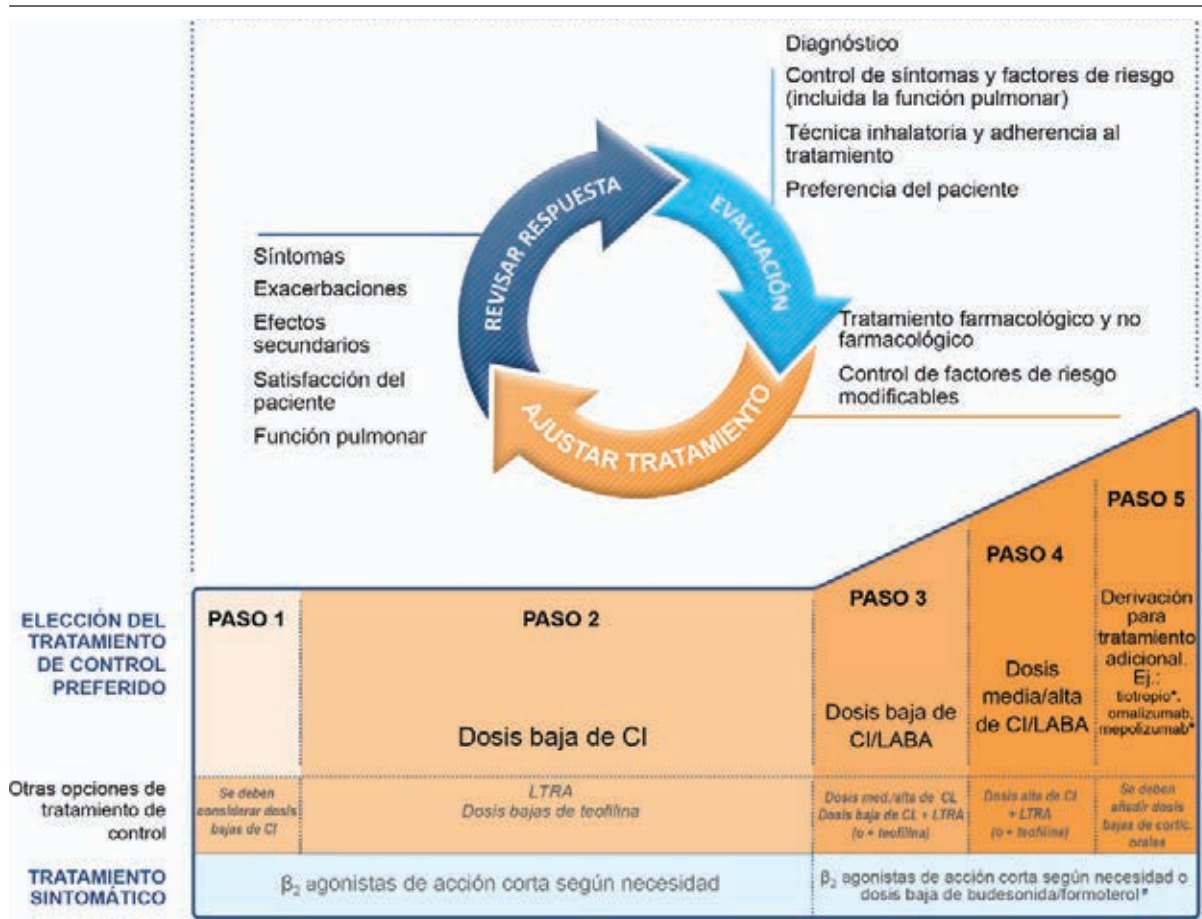 Diagnóstico
Control de síntomas y factores de riesgo
(incluida la función pulmonar)
Técnica inhalatoria y adherencia al
tratamiento
Preferencia del paciente
REVISAR RESPUESTA
EVALUACIÓN
AJUSTAR TRATAMIENTO
Síntomas
Exacerbaciones
Efectos
secundarios
Satisfacción del
paciente
Función pulmonar
Tratamiento farmacológico y no
farmacológico
Control de factores de riesgo
modificables
ELECCIÓN DEL
TRATAMIENTO
DE CONTROL
PREFERIDO
PASO 1
PASO 2
Dosis baja de CI
PASO 3
Dosis baja de
CI/LABA
PASO 4
Dosis
media/alta
de CI/LABA
PASO 5
Derivación
para
tratamiento
adicional.
Ej.:
tiotropio*,
omalizumab,
mepolizumab*
Otras opciones de
tratamiento de
control
Se deben
considerar dosis
bajas de CI
LTRA
Dosis bajas de teofilina
Dosis med./alta de CL
Dosis baja de CL + LTRA
(o + teofilina)
Dosis alta de CI
+ LTRA
(o + teofilina)
Se deben
añadir dosis
bajas de cortic.
orales
TRATAMIENTO
SINTOMÁTICO
β₂ agonistas de acción corta según necesidad
β₂ agonistas de acción corta según necesidad o
dosis baja de budesonida/formoterol#